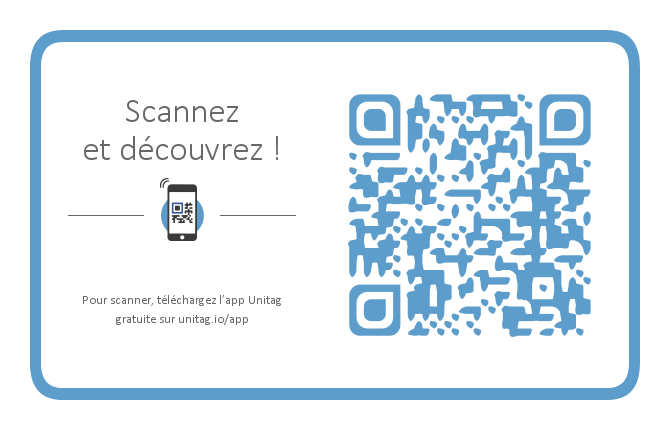 Scannez
et découvrez !
Pour scanner, téléchargez l'app Unitag
gratuite sur unitag.io/app